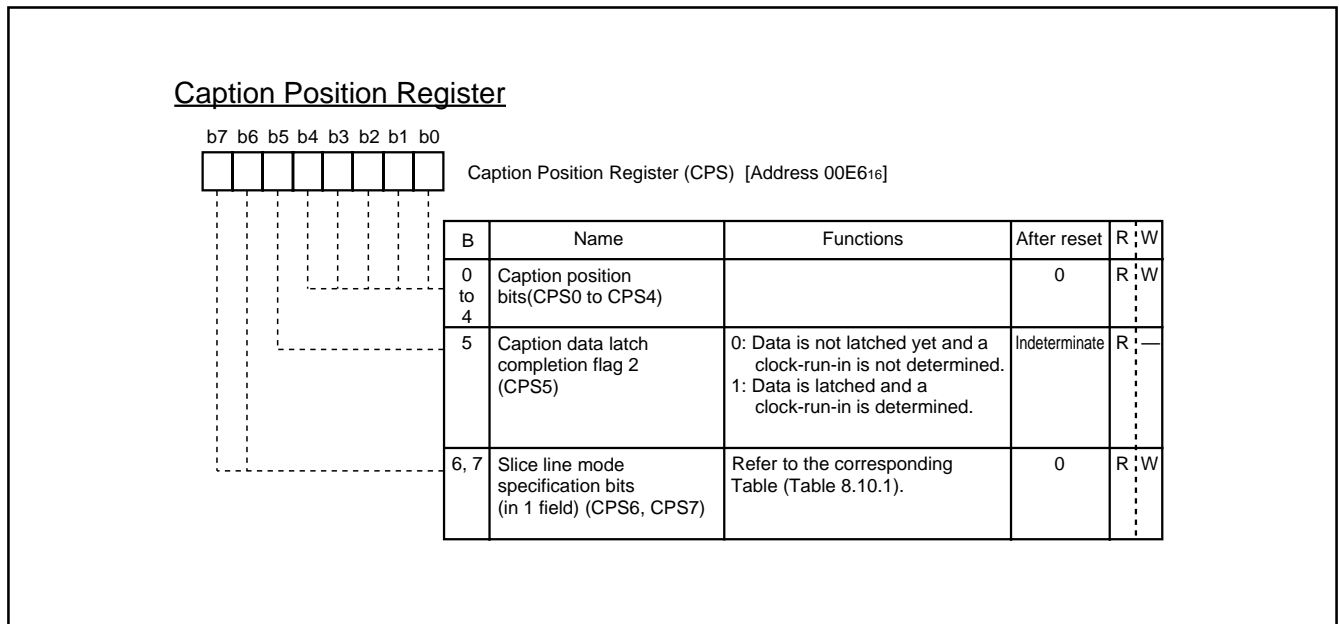 Caption Position Register
b7 b6 b5 b4 b3 b2 b1 b0
Caption Position Register (CPS) [Address 00E616]
B Name Functions After reset R W
0 to 4 Caption position bits(CPS0 to CPS4) 0 R W
5 Caption data latch completion flag 2 (CPS5) 0: Data is not latched yet and a clock-run-in is not determined. 1: Data is latched and a clock-run-in is determined. Indeterminate R —
6, 7 Slice line mode specification bits (in 1 field) (CPS6, CPS7) Refer to the corresponding Table (Table 8.10.1). 0 R W